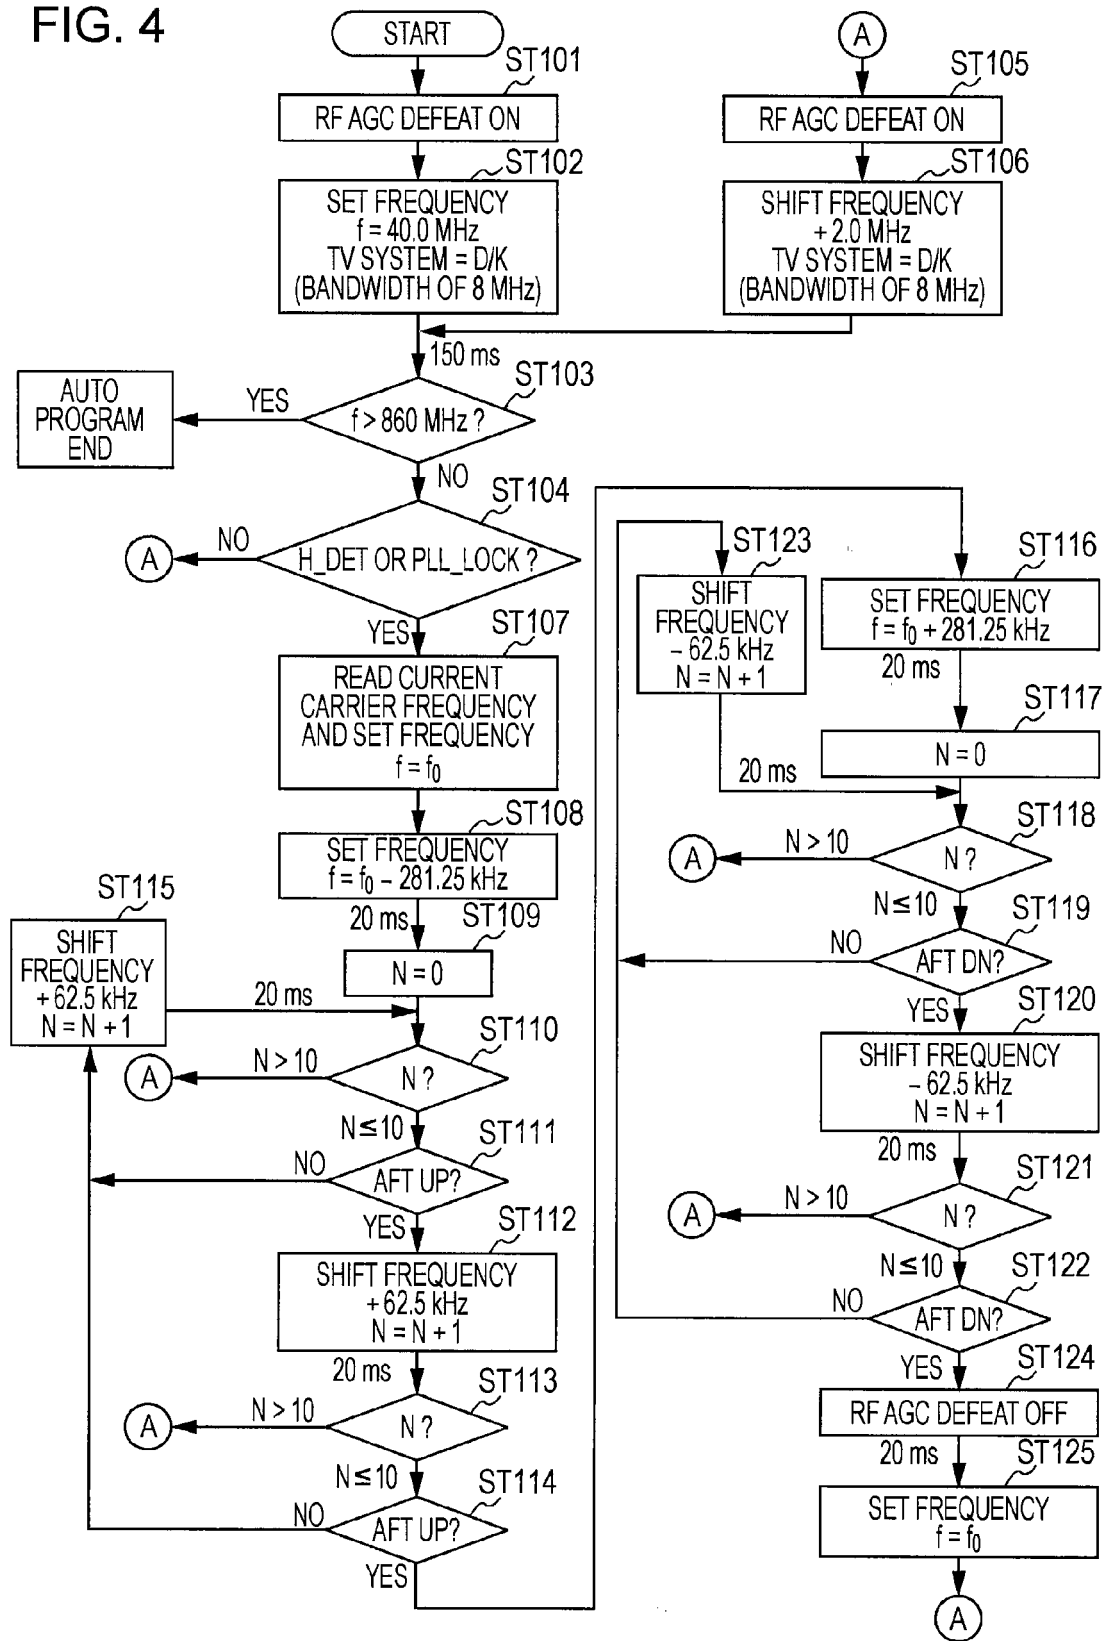 FIG. 4
START
ST101
RF AGC DEFEAT ON
ST102
SET FREQUENCY
f = 40.0 MHz
TV SYSTEM = D/K
(BANDWIDTH OF 8 MHz)
A
ST105
RF AGC DEFEAT ON
ST106
SHIFT FREQUENCY
+ 2.0 MHz
TV SYSTEM = D/K
(BANDWIDTH OF 8 MHz)
150 ms
ST103
f > 860 MHz ?
YES
AUTO
PROGRAM
END
NO
ST104
H_DET OR PLL_LOCK ?
NO
A
YES
ST107
READ CURRENT
CARRIER FREQUENCY
AND SET FREQUENCY
f = f₀
ST108
SET FREQUENCY
f = f₀ – 281.25 kHz
20 ms
ST109
N = 0
ST115
SHIFT
FREQUENCY
+ 62.5 kHz
N = N + 1
20 ms
ST110
N ?
N > 10
A
N ≦ 10
ST111
AFT UP?
NO
YES
ST112
SHIFT FREQUENCY
+ 62.5 kHz
N = N + 1
20 ms
ST113
N ?
N > 10
A
N ≦ 10
ST114
AFT UP?
NO
YES
ST123
SHIFT
FREQUENCY
– 62.5 kHz
N = N + 1
20 ms
ST116
SET FREQUENCY
f = f₀ + 281.25 kHz
20 ms
ST117
N = 0
ST118
N ?
N > 10
A
N ≦ 10
ST119
AFT DN?
NO
YES
ST120
SHIFT FREQUENCY
– 62.5 kHz
N = N + 1
20 ms
ST121
N ?
N > 10
A
N ≦ 10
ST122
AFT DN?
NO
YES
ST124
RF AGC DEFEAT OFF
20 ms
ST125
SET FREQUENCY
f = f₀
A